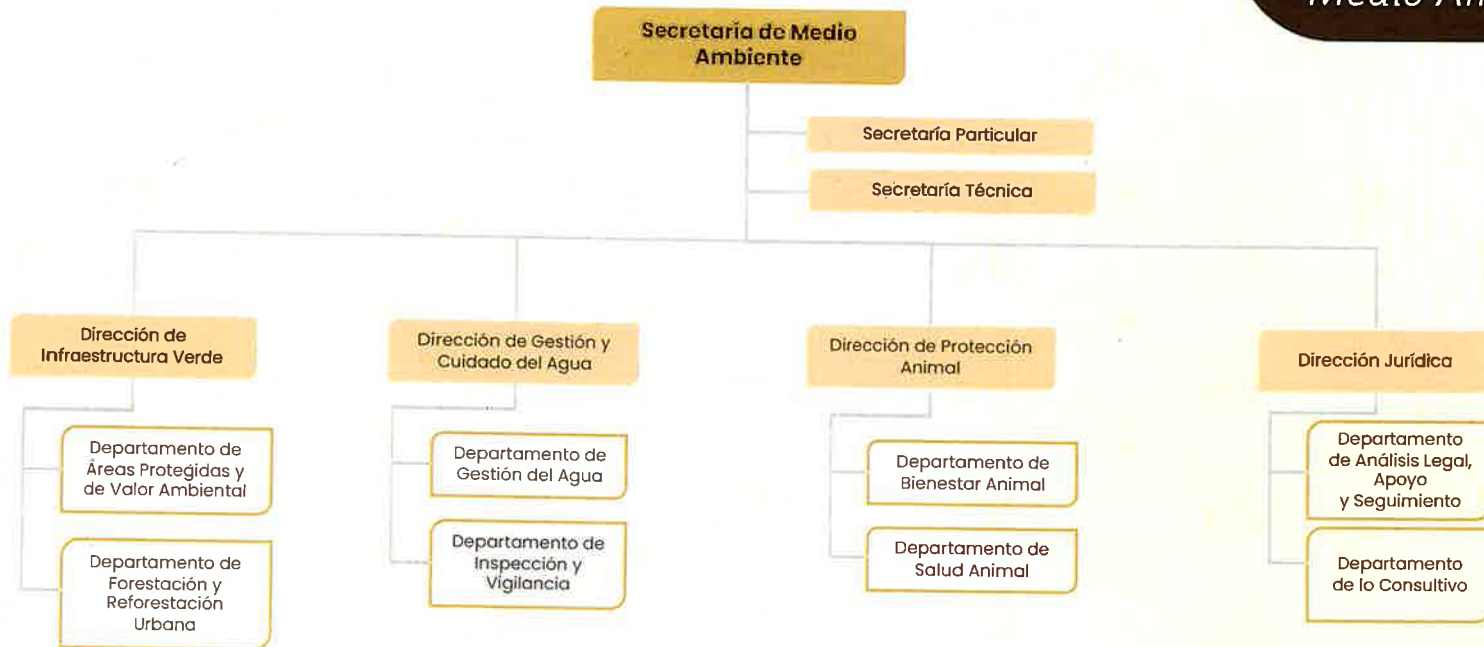 Secretaría de Medio
Ambiente
Secretaría Particular
Secretaría Técnica
Dirección de
Infraestructura Verde
Departamento de
Áreas Protegidas y
de Valor Ambiental
Departamento de
Forestación y
Reforestación
Urbana
Dirección de Gestión y
Cuidado del Agua
Departamento de
Gestión del Agua
Departamento de
Inspección y
Vigilancia
Dirección de Protección
Animal
Departamento de
Bienestar Animal
Departamento de
Salud Animal
Dirección Jurídica
Departamento
de Análisis Legal,
Apoyo
y Seguimiento
Departamento
de lo Consultivo